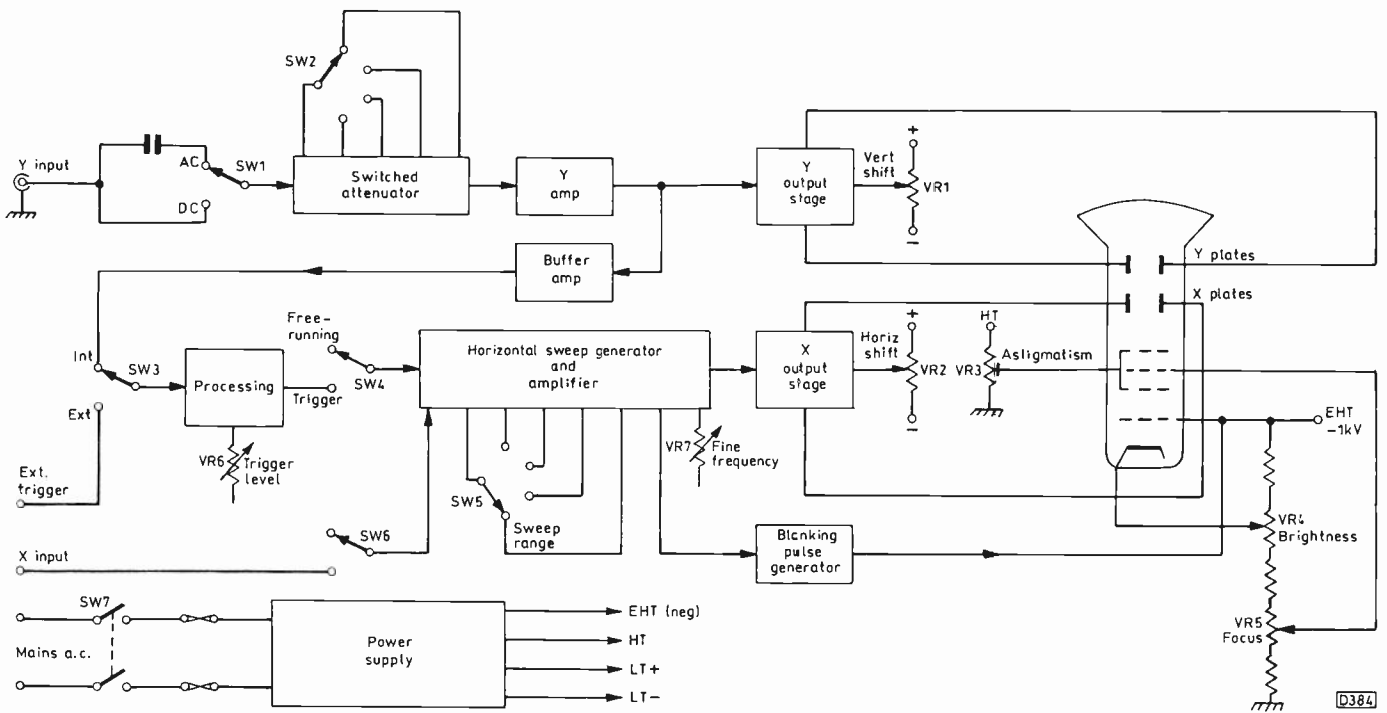 SW2
Y input
AC
SW1
DC
Switched
attenuator
Y
amp
Y
output
stage
Vert
shift
+
VR1
−
Buffer
amp
Y plates
X plates
Free-
running
Int
SW3
Processing
SW4
Trigger
Horizontal sweep generator
and
amplifier
X
output
stage
Horiz
shift
+
VR2
−
HT
VR3
Astigmatism
EHT
−1kV
Ext
Ext.
trigger
VR6
Trigger
level
SW5
Sweep
range
VR7
Fine
frequency
SW6
X input
Blanking
pulse
generator
VR4
Brightness
VR5
Focus
SW7
Mains a.c.
Power
supply
EHT (neg)
HT
LT+
LT−
D384